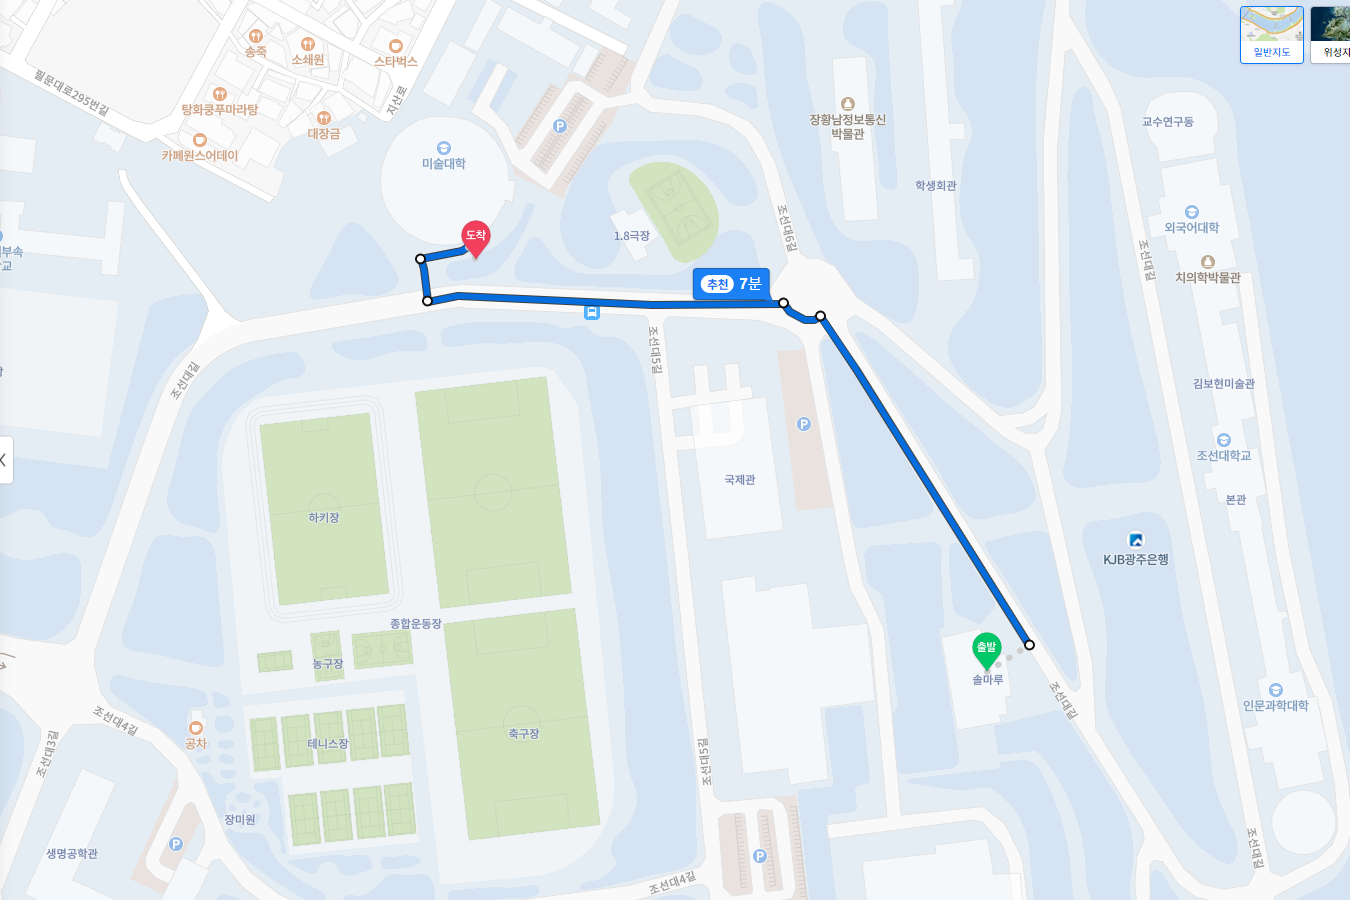 일반지도
위성지
송죽
소쇄원
스타벅스
필문대로295번길
탕화쿵푸마라탕
지산로
대장금
카페원스어데이
미술대학
P
장황남정보통신
박물관
교수연구동
학생회관
외국어대학
치의학박물관
조선대6길
조선대길
1.8극장
도착
추천 7분
부속
교
조선대5길
조선대길
김보현미술관
P
조선대학교
본관
국제관
하키장
KJB광주은행
종합운동장
농구장
출발
솔마루
조선대길
인문과학대학
조선대4길
공차
테니스장
축구장
조선대3길
조선대5길
장미원
생명공학관
P
P
조선대4길
조선대길